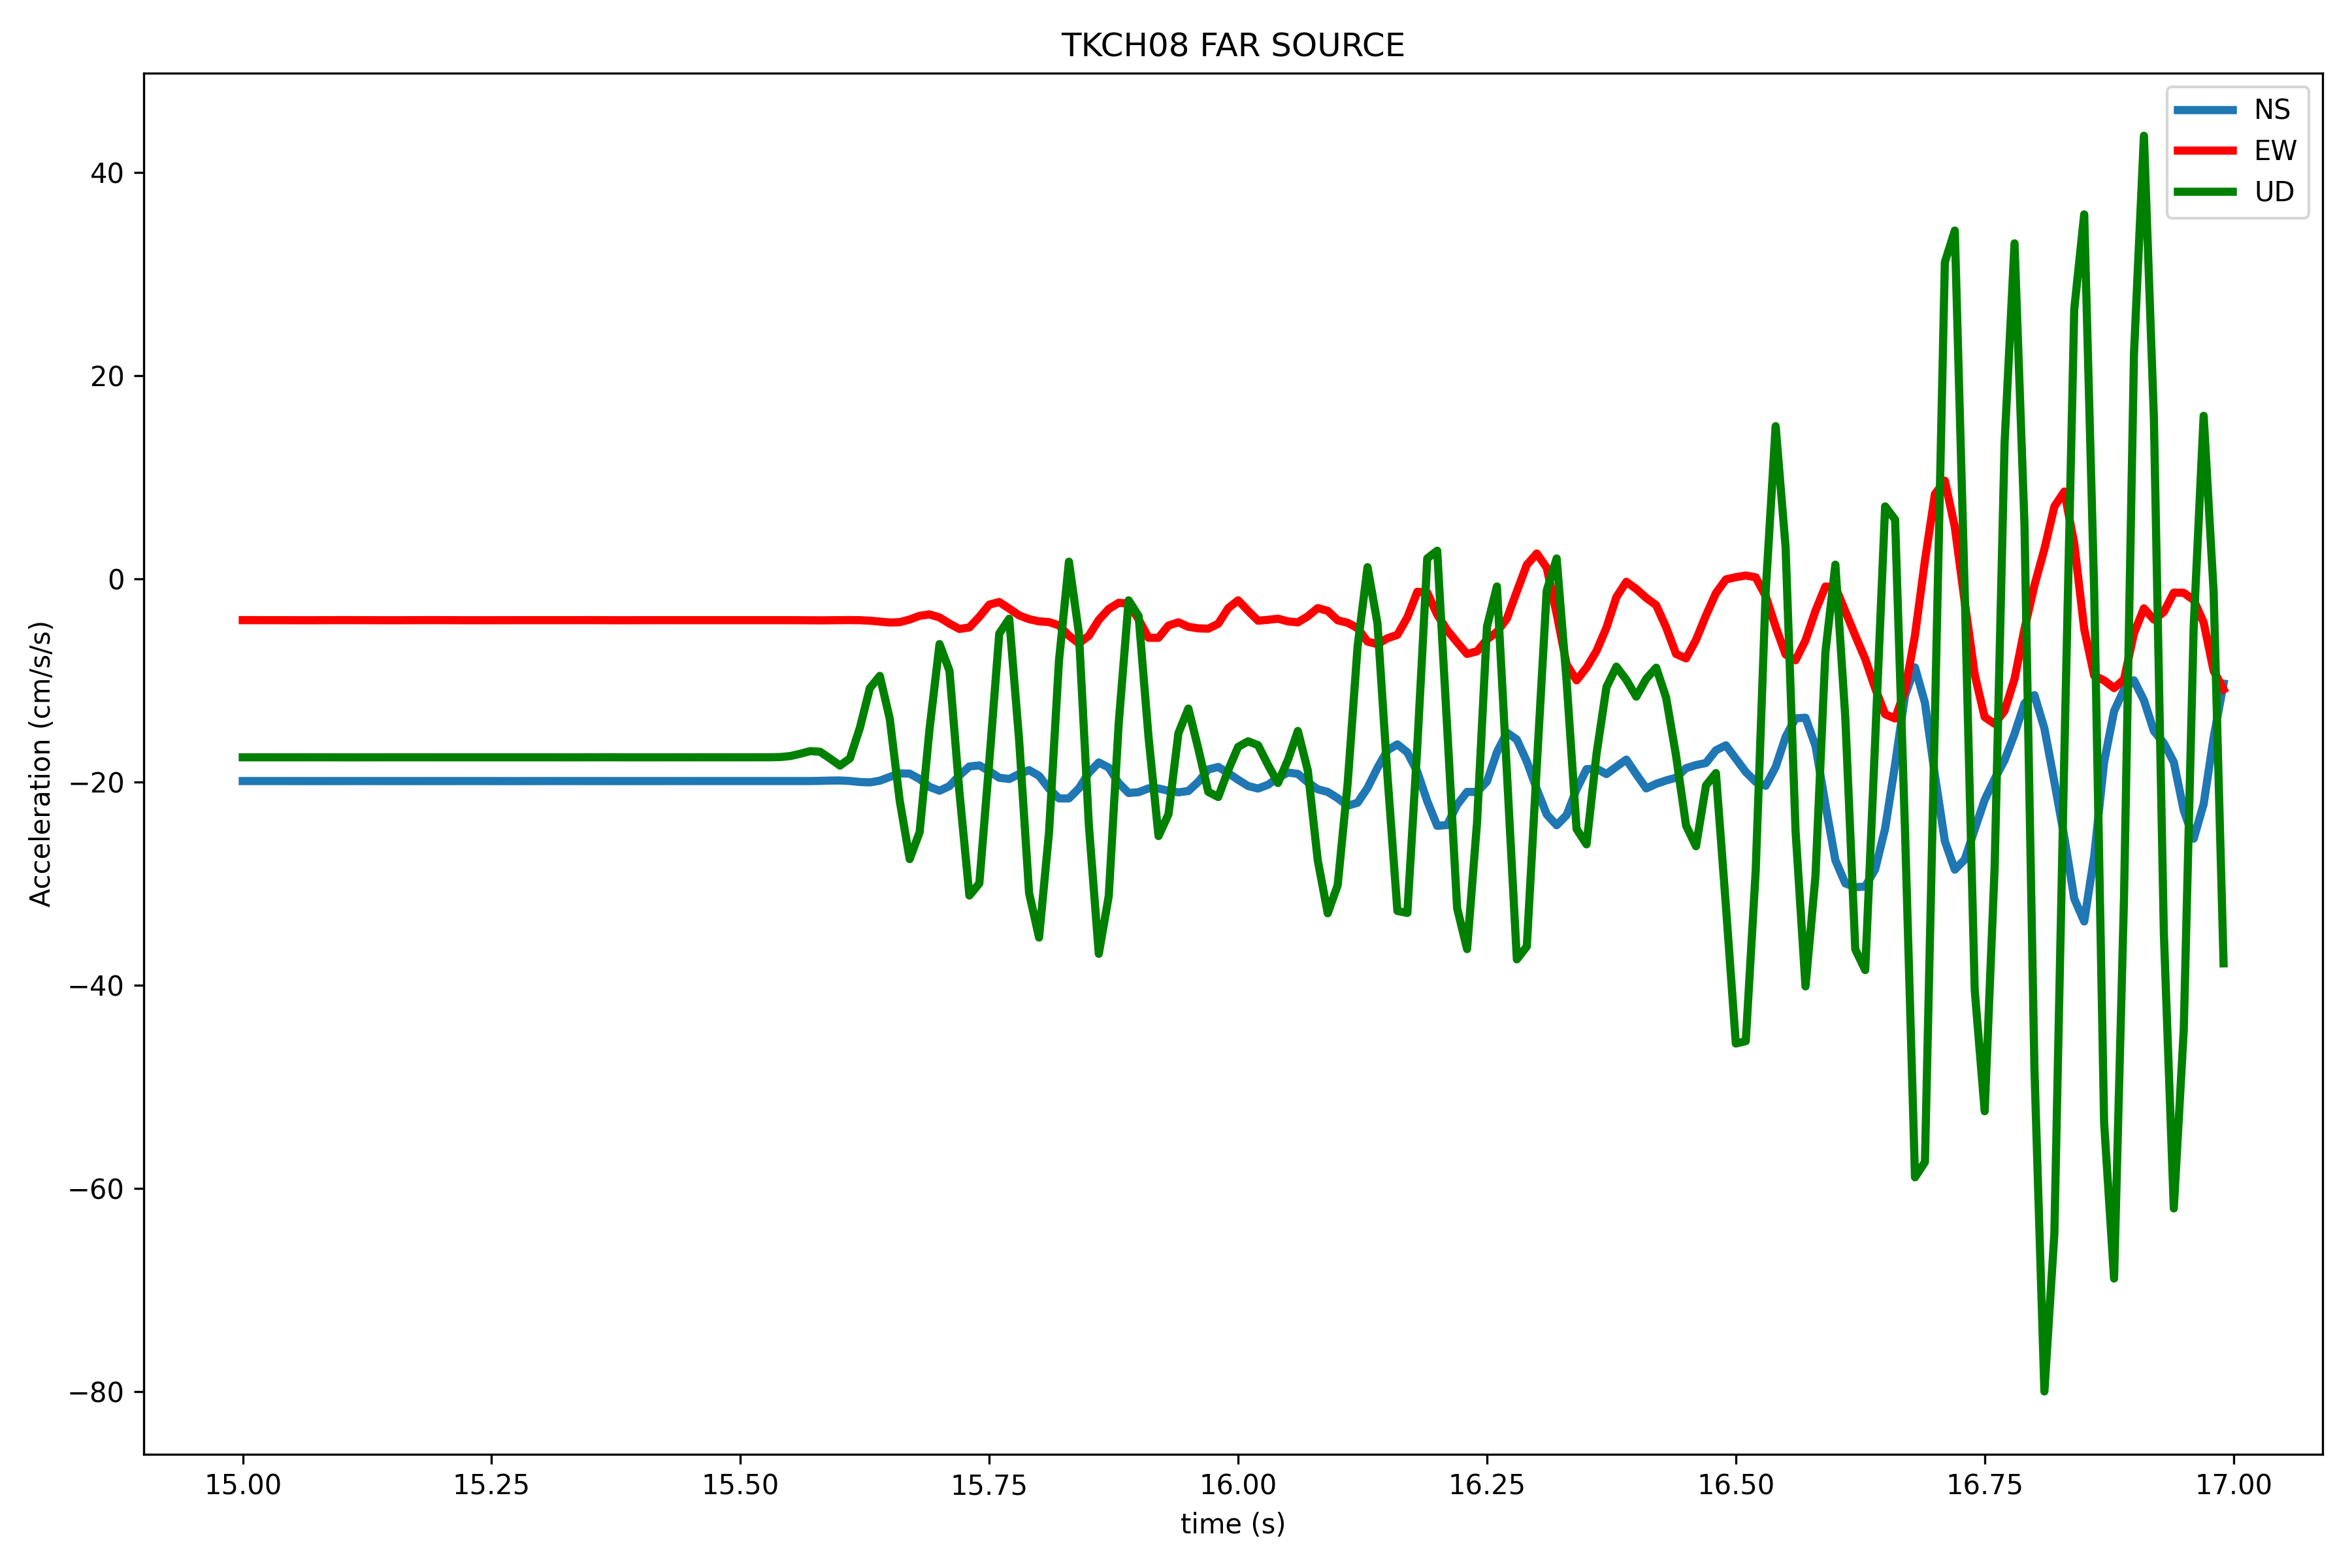 TKCH08 FAR SOURCE
NS
EW
UD
Acceleration (cm/s/s)
40
20
0
−20
−40
−60
−80
15.00 15.25 15.50 15.75 16.00 16.25 16.50 16.75 17.00
time (s)